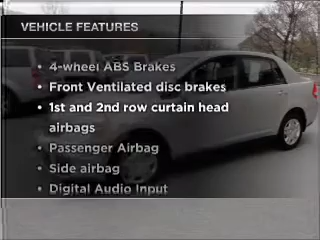 VEHICLE FEATURES
• 4-wheel ABS Brakes
• Front Ventilated disc brakes
• 1st and 2nd row curtain head
airbags
• Passenger Airbag
• Side airbag
• Digital Audio Input